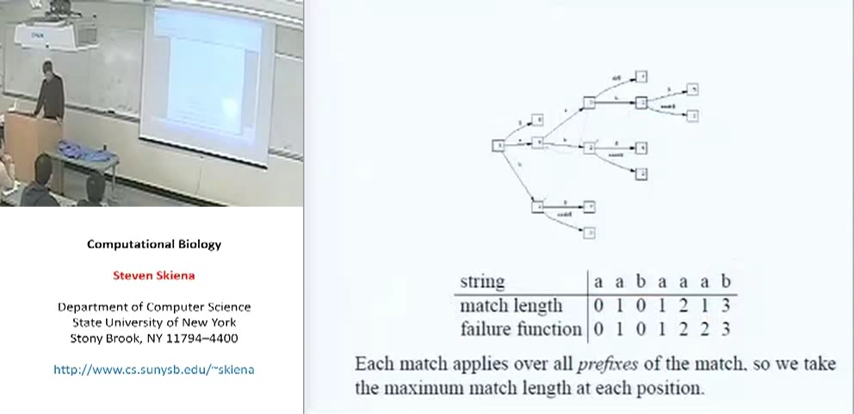 Computational Biology
Steven Skiena
Department of Computer Science
State University of New York
Stony Brook, NY 11794–4400
http://www.cs.sunysb.edu/~skiena
string a a b a a a b
match length 0 1 0 1 2 1 3
failure function 0 1 0 1 2 2 3
Each match applies over all prefixes of the match, so we take
the maximum match length at each position.